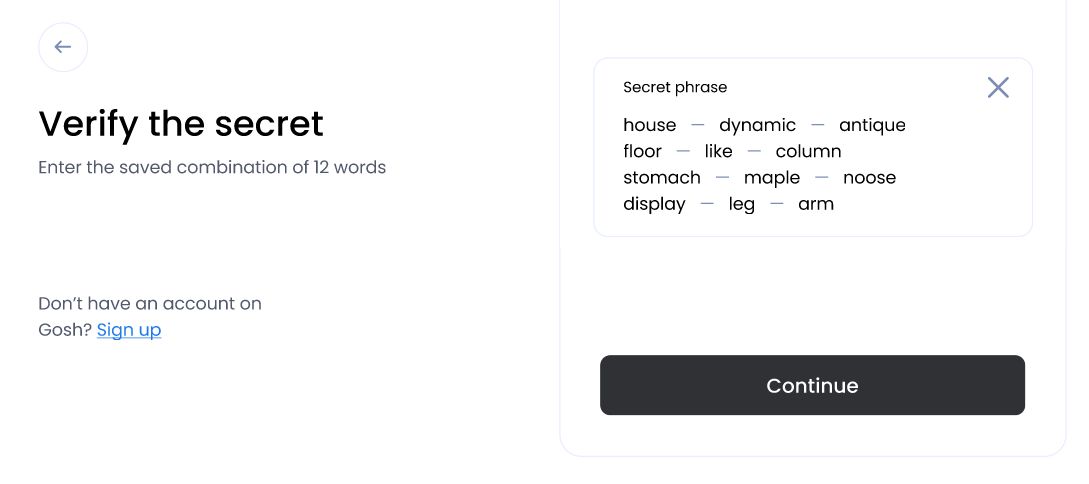 Verify the secret
Enter the saved combination of 12 words
Don't have an account on
Gosh? Sign up
Secret phrase
house — dynamic — antique
floor — like — column
stomach — maple — noose
display — leg — arm
Continue